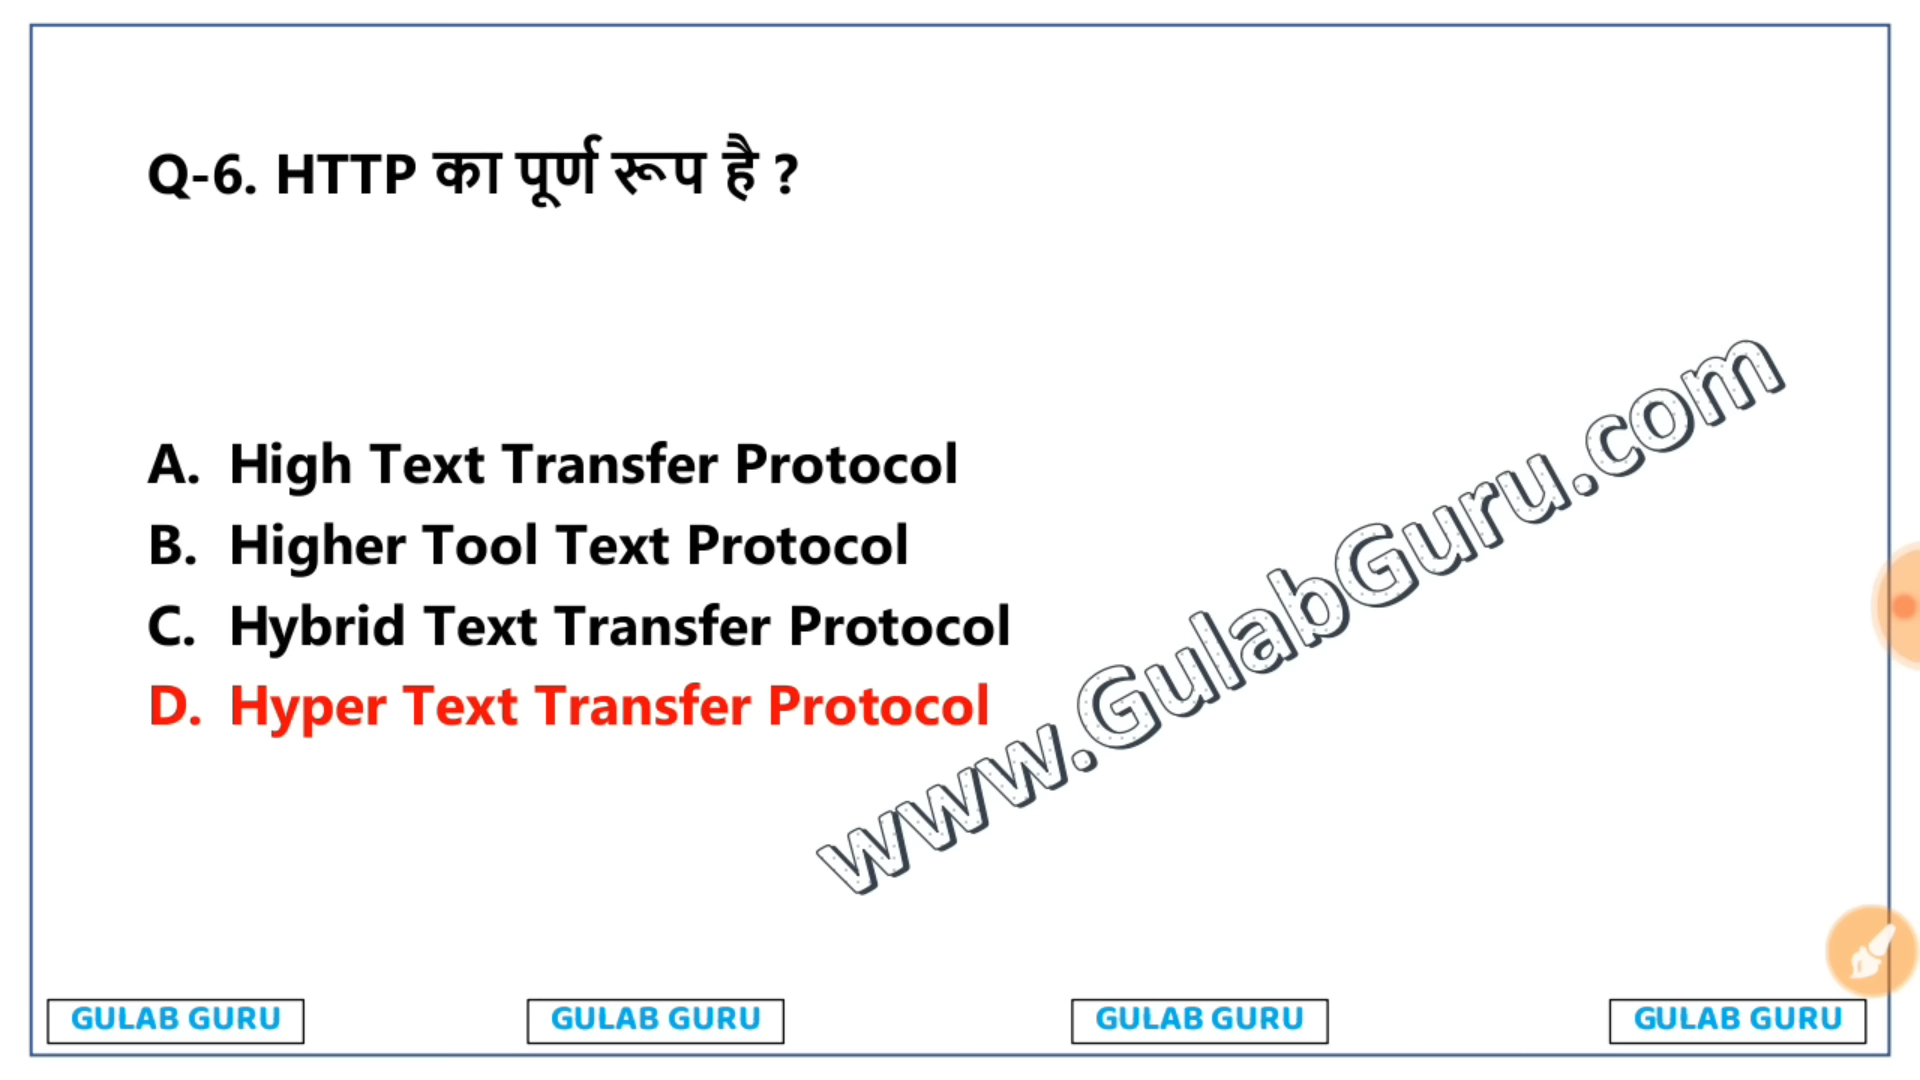 Q-6. HTTP का पूर्ण रूप है ?
A. High Text Transfer Protocol
B. Higher Tool Text Protocol
C. Hybrid Text Transfer Protocol
D. Hyper Text Transfer Protocol
www.GulabGuru.com
GULAB GURU
GULAB GURU
GULAB GURU
GULAB GURU